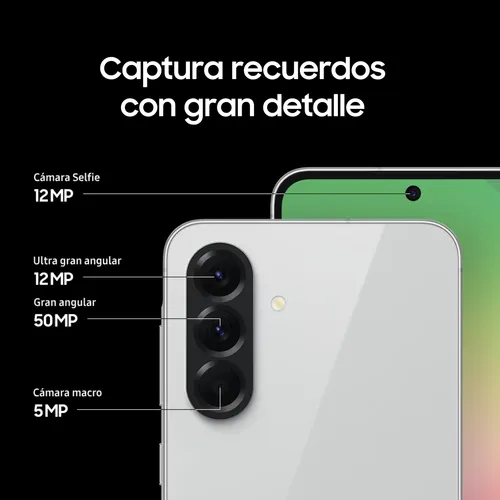 Captura recuerdos
con gran detalle
Cámara Selfie
12MP
Ultra gran angular
12MP
Gran angular
50MP
Cámara macro
5MP